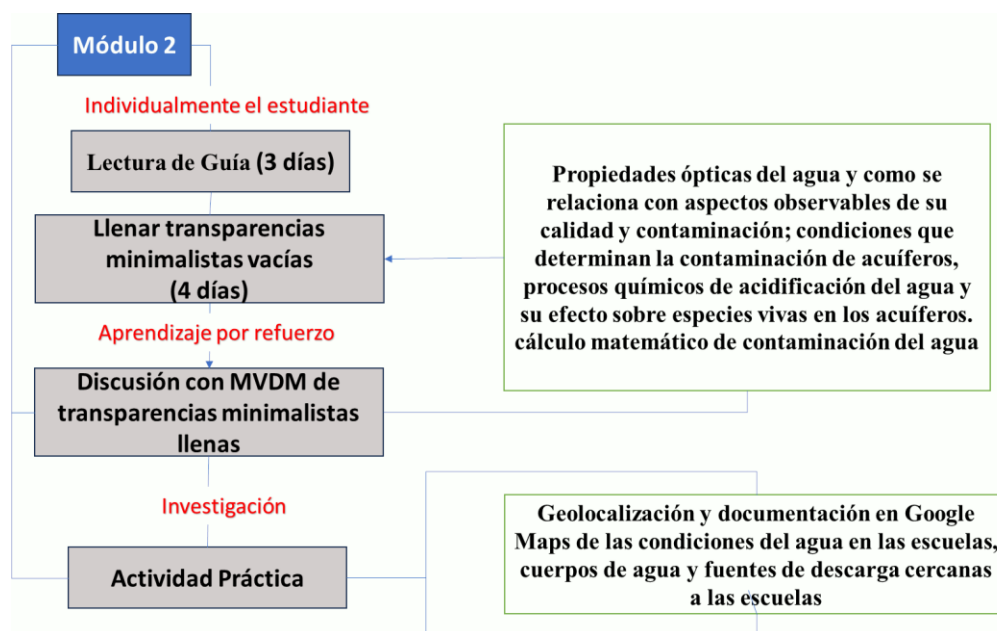 Módulo 2
Individualmente el estudiante
Lectura de Guía (3 días)
Llenar transparencias
minimalistas vacías
(4 días)
Aprendizaje por refuerzo
Discusión con MVDM de
transparencias minimalistas
llenas
Investigación
Actividad Práctica
Propiedades ópticas del agua y como se
relaciona con aspectos observables de su
calidad y contaminación; condiciones que
determinan la contaminación de acuíferos,
procesos químicos de acidificación del agua y
su efecto sobre especies vivas en los acuíferos.
cálculo matemático de contaminación del agua
Geolocalización y documentación en Google
Maps de las condiciones del agua en las escuelas,
cuerpos de agua y fuentes de descarga cercanas
a las escuelas